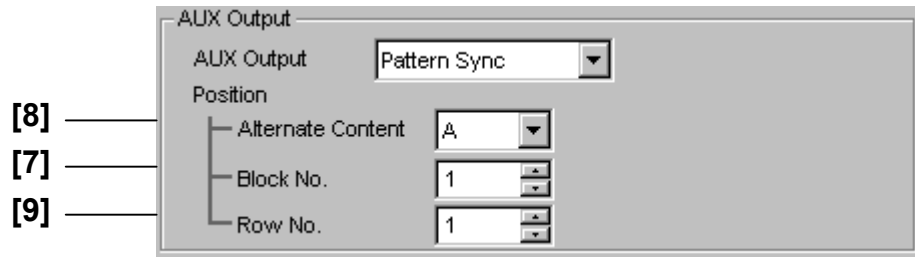 AUX Output
AUX Output Pattern Sync
Position
[8] Alternate Content A
[7] Block No. 1
[9] Row No. 1